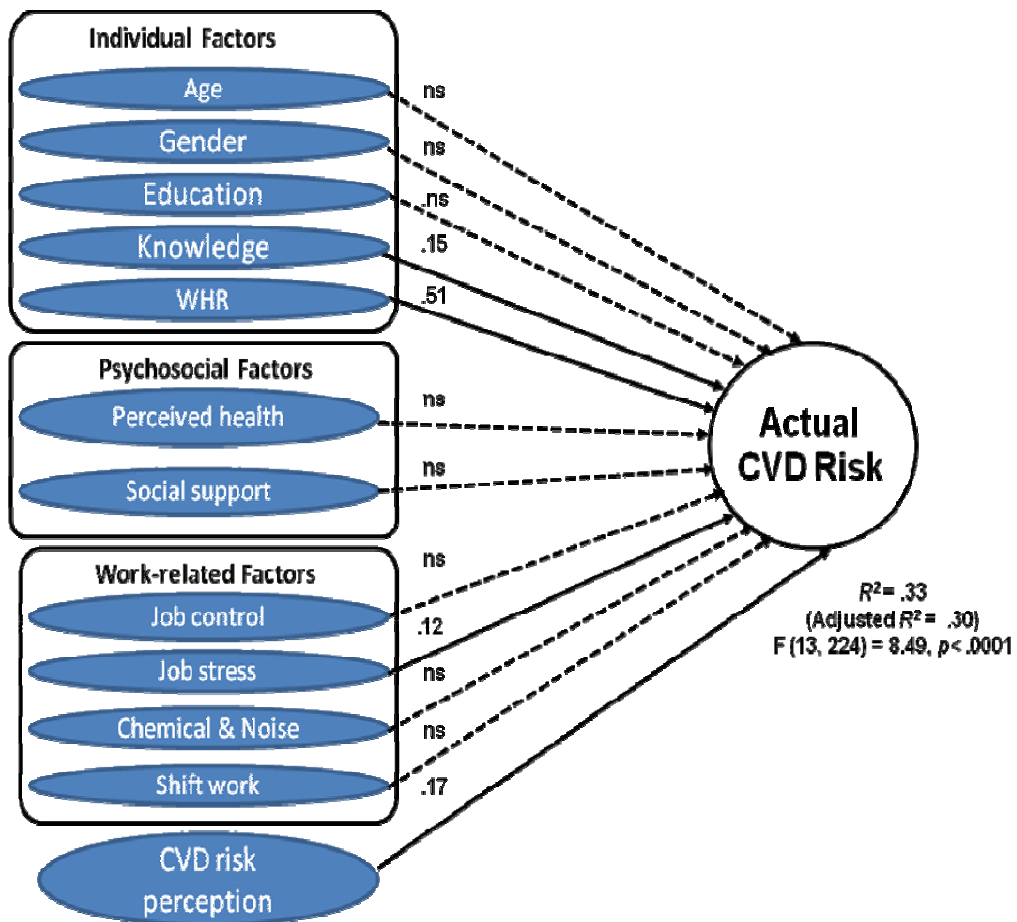 Individual Factors
Age
Gender
Education
Knowledge
WHR
ns
ns
.ns
.15
.51
Psychosocial Factors
Perceived health
Social support
ns
ns
Work-related Factors
Job control
Job stress
Chemical & Noise
Shift work
ns
.12
ns
ns
.17
CVD risk
perception
Actual
CVD Risk
R² = .33
(Adjusted R² = .30)
F (13, 224) = 8.49, p< .0001